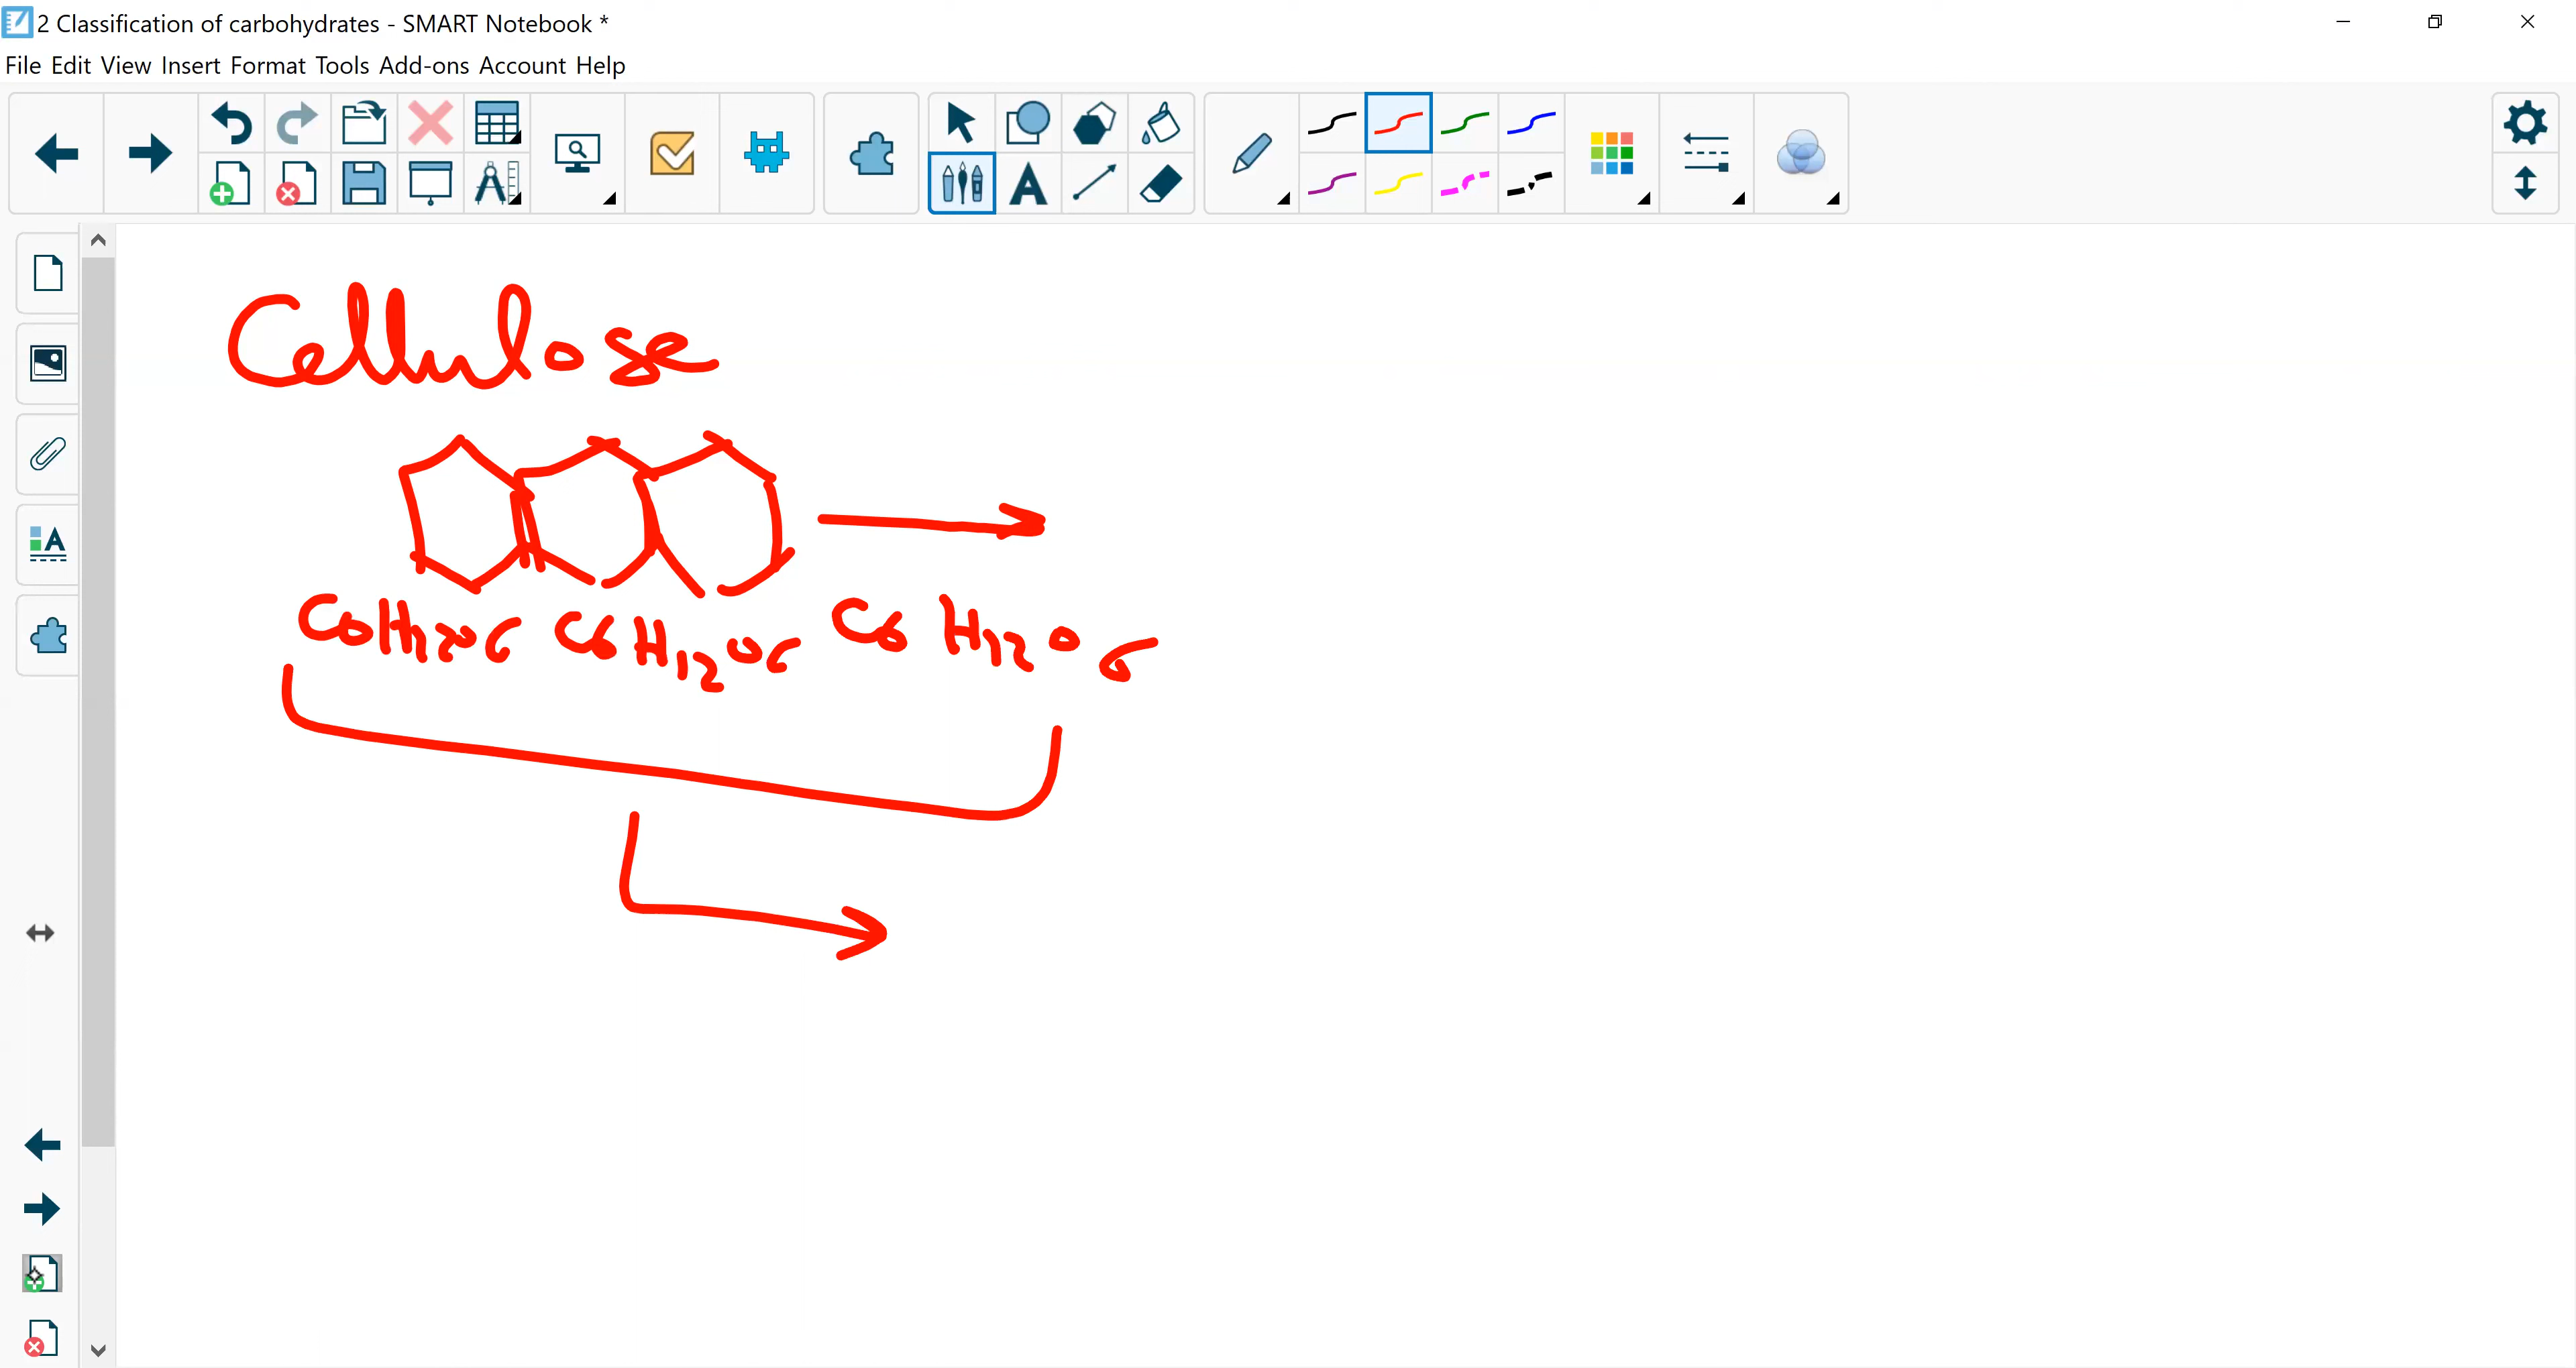 2 Classification of carbohydrates - SMART Notebook *
File Edit View Insert Format Tools Add-ons Account Help
Cellulose
C6H12O6 C6H12O6 C6H12O6